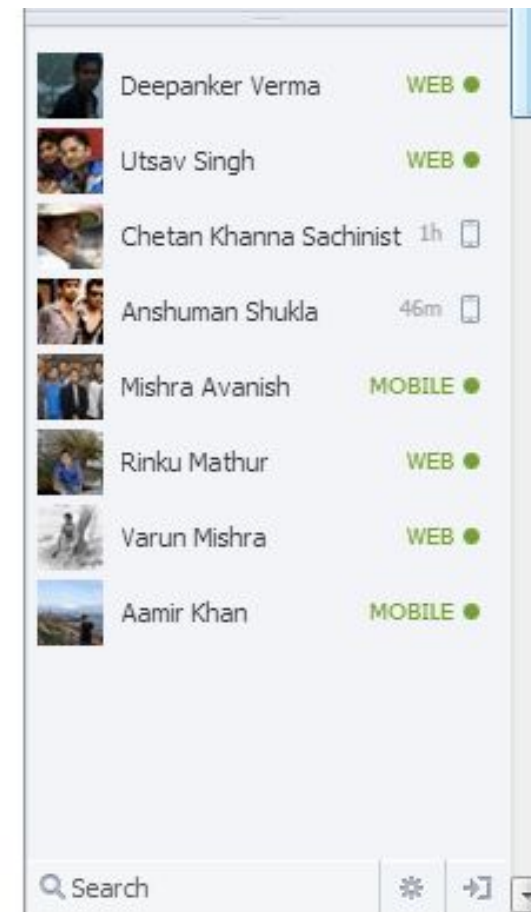 Deepanker Verma WEB
Utsav Singh WEB
Chetan Khanna Sachinist 1h
Anshuman Shukla 46m
Mishra Avanish MOBILE
Rinku Mathur WEB
Varun Mishra WEB
Aamir Khan MOBILE
Search